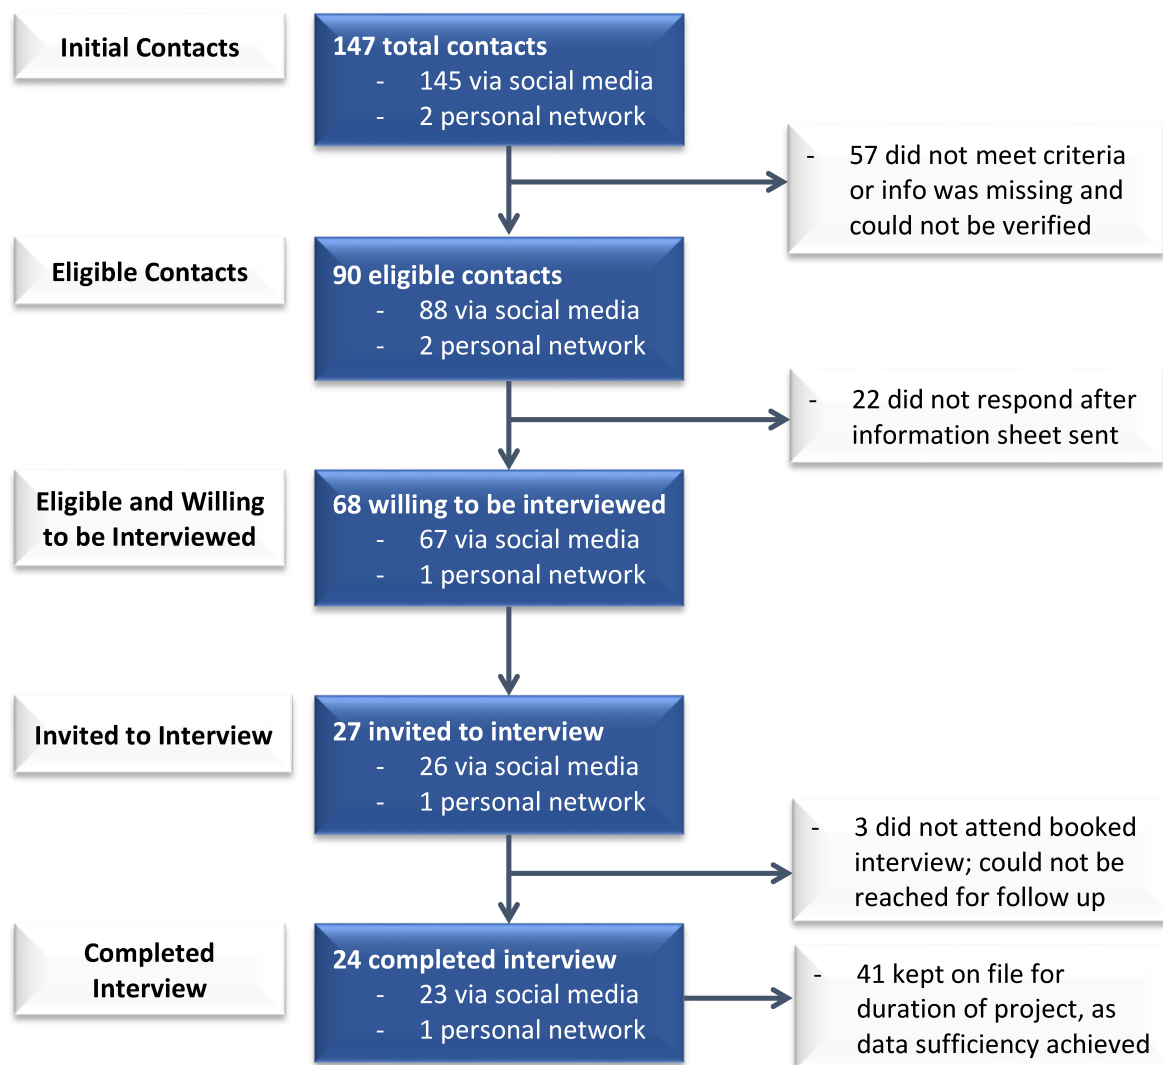 Initial Contacts
147 total contacts
- 145 via social media
- 2 personal network
- 57 did not meet criteria
or info was missing and
could not be verified
Eligible Contacts
90 eligible contacts
- 88 via social media
- 2 personal network
- 22 did not respond after
information sheet sent
Eligible and Willing
to be Interviewed
68 willing to be interviewed
- 67 via social media
- 1 personal network
Invited to Interview
27 invited to interview
- 26 via social media
- 1 personal network
- 3 did not attend booked
interview; could not be
reached for follow up
Completed
Interview
24 completed interview
- 23 via social media
- 1 personal network
- 41 kept on file for
duration of project, as
data sufficiency achieved